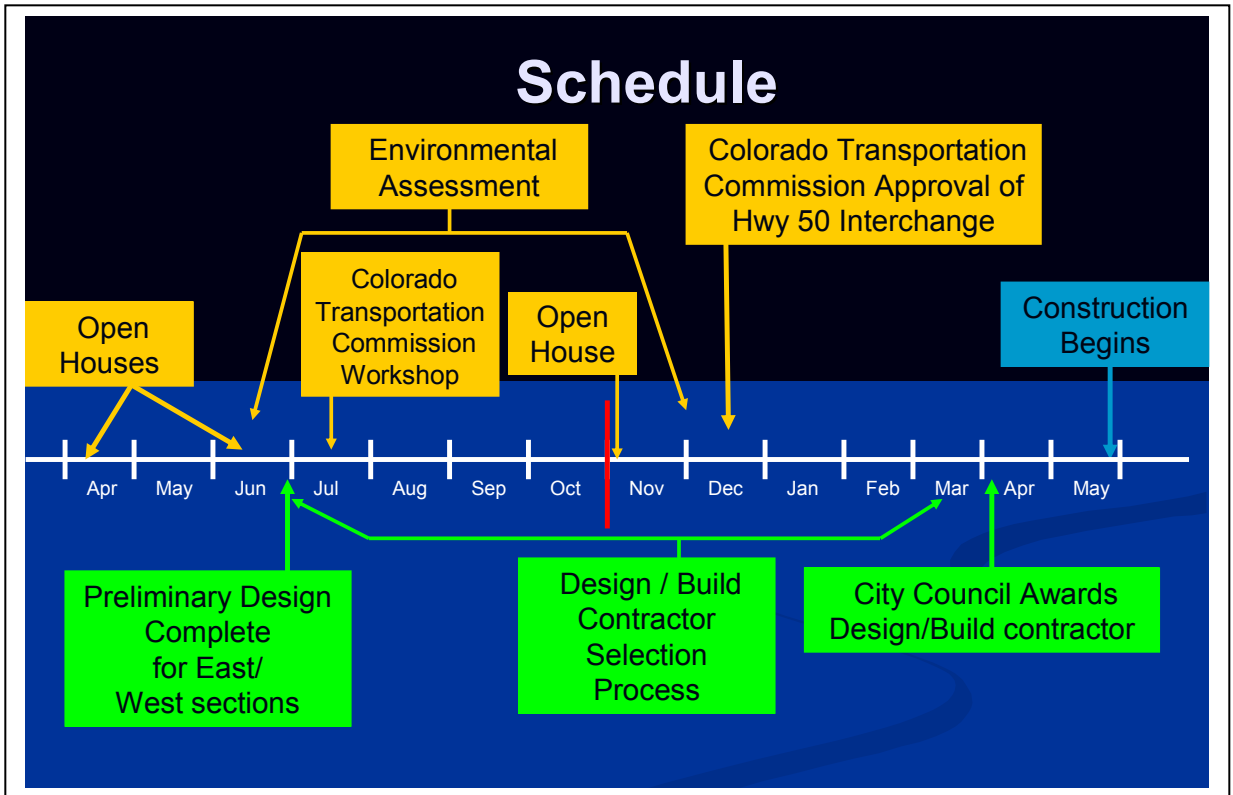 Schedule
Environmental
Assessment
Colorado Transportation
Commission Approval of
Hwy 50 Interchange
Colorado
Transportation
Commission
Workshop
Open
Houses
Open
House
Construction
Begins
Apr May Jun Jul Aug Sep Oct Nov Dec Jan Feb Mar Apr May
Preliminary Design
Complete
for East/
West sections
Design / Build
Contractor
Selection
Process
City Council Awards
Design/Build contractor